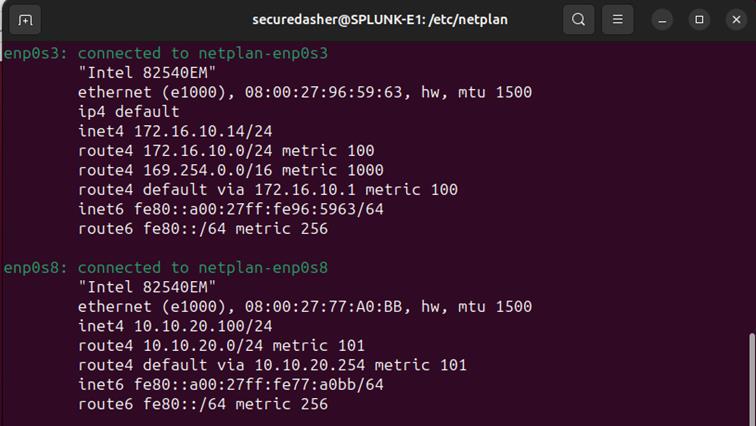 securedasher@SPLUNK-E1: /etc/netplan
enp0s3: connected to netplan-enp0s3
"Intel 82540EM"
ethernet (e1000), 08:00:27:96:59:63, hw, mtu 1500
ip4 default
inet4 172.16.10.14/24
route4 172.16.10.0/24 metric 100
route4 169.254.0.0/16 metric 1000
route4 default via 172.16.10.1 metric 100
inet6 fe80::a00:27ff:fe96:5963/64
route6 fe80::/64 metric 256
enp0s8: connected to netplan-enp0s8
"Intel 82540EM"
ethernet (e1000), 08:00:27:77:A0:BB, hw, mtu 1500
inet4 10.10.20.100/24
route4 10.10.20.0/24 metric 101
route4 default via 10.10.20.254 metric 101
inet6 fe80::a00:27ff:fe77:a0bb/64
route6 fe80::/64 metric 256